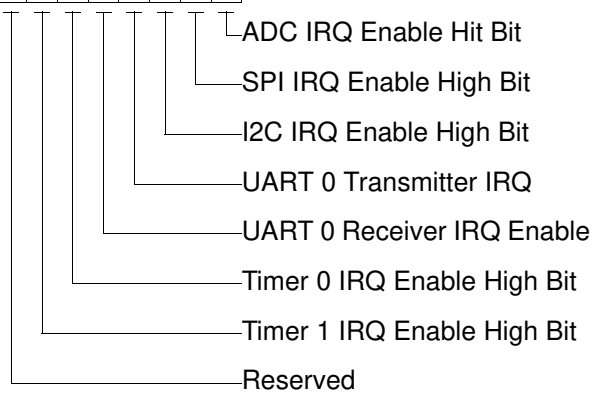 ADC IRQ Enable Hit Bit
SPI IRQ Enable High Bit
I2C IRQ Enable High Bit
UART 0 Transmitter IRQ
UART 0 Receiver IRQ Enable
Timer 0 IRQ Enable High Bit
Timer 1 IRQ Enable High Bit
Reserved